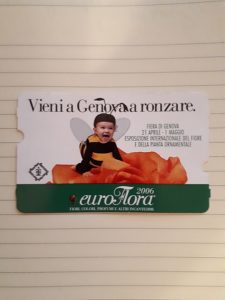 Vieni a Genova a ronzare.
FIERA DI GENOVA
21 APRILE - 1 MAGGIO
ESPOSIZIONE INTERNAZIONALE DEL FIORE
E DELLA PIANTA ORNAMENTALE
2006
euroFlora
FIORI, COLORI, PROFUMI E ALTRI INCANTESIMI